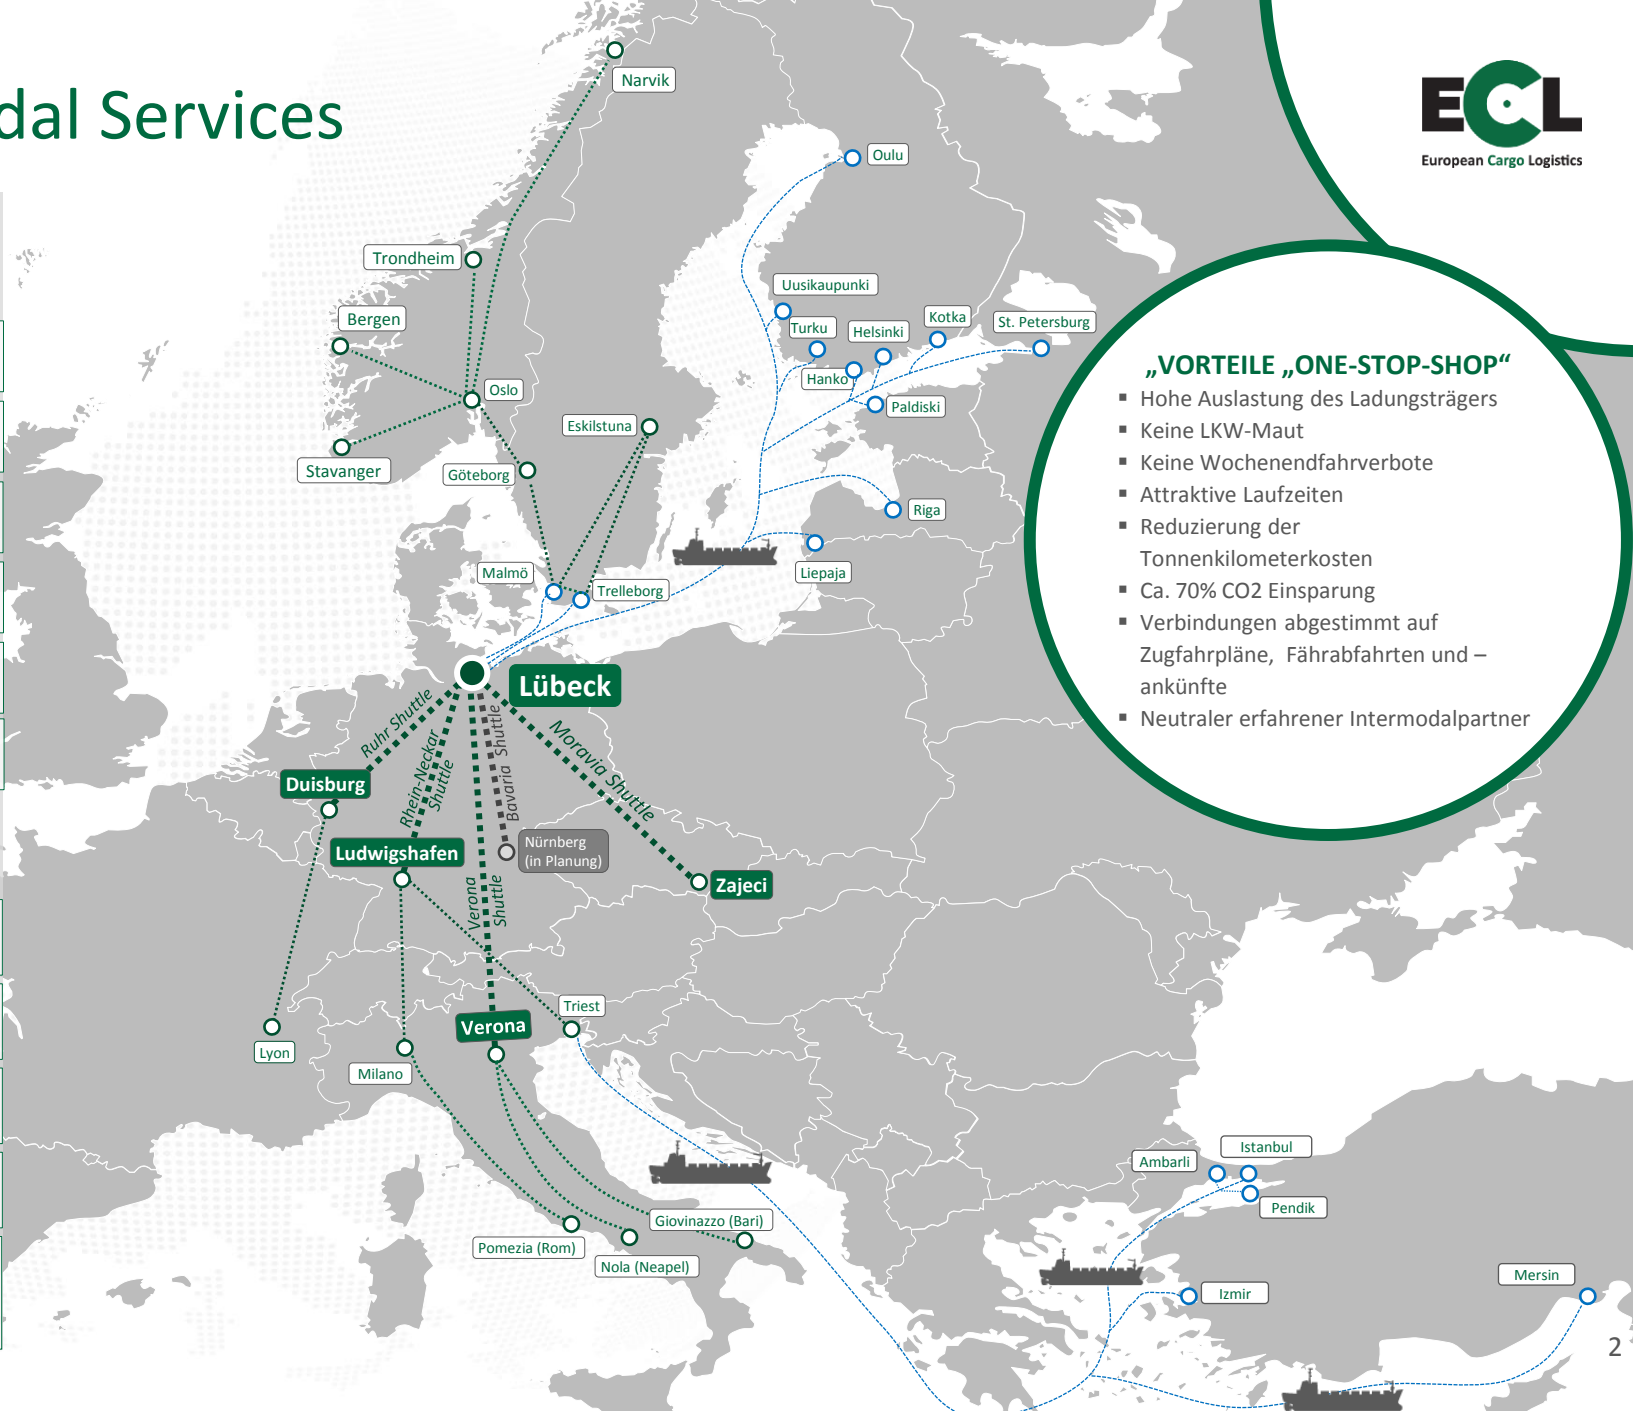 dal Services
ECL
European Cargo Logistics
Narvik
Oulu
Trondheim
Uusikaupunki
Bergen
Turku
Helsinki
Kotka
St. Petersburg
Hanko
Paldiski
Oslo
Eskilstuna
Stavanger
Göteborg
Riga
Malmö
Trelleborg
Liepaja
„VORTEILE „ONE-STOP-SHOP“
▪ Hohe Auslastung des Ladungsträgers
▪ Keine LKW-Maut
▪ Keine Wochenendfahrverbote
▪ Attraktive Laufzeiten
▪ Reduzierung der
Tonnenkilometerkosten
▪ Ca. 70% CO2 Einsparung
▪ Verbindungen abgestimmt auf
Zugfahrpläne, Fährabfahrten und –
ankünfte
▪ Neutraler erfahrener Intermodalpartner
Lübeck
Ruhr Shuttle
Rhein-Neckar
Shuttle
Bavaria Shuttle
Moravia Shuttle
Duisburg
Ludwigshafen
Nürnberg
(in Planung)
Zajeci
Verona
Shuttle
Triest
Verona
Lyon
Milano
Istanbul
Ambarli
Pendik
Giovinazzo (Bari)
Pomezia (Rom)
Nola (Neapel)
Izmir
Mersin
2